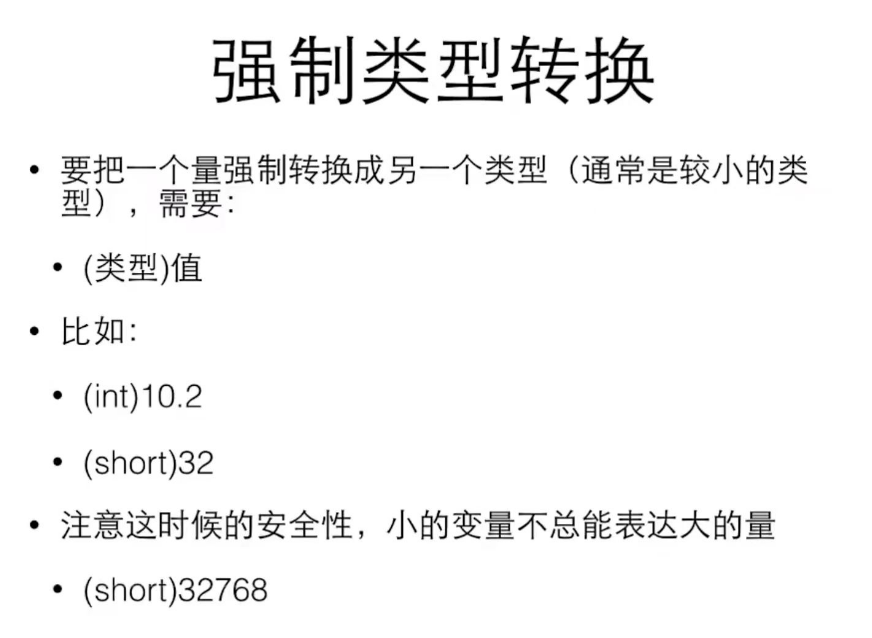 强制类型转换
• 要把一个量强制转换成另一个类型（通常是较小的类
型），需要：
• (类型)值
• 比如：
• (int)10.2
• (short)32
• 注意这时候的安全性，小的变量不总能表达大的量
• (short)32768